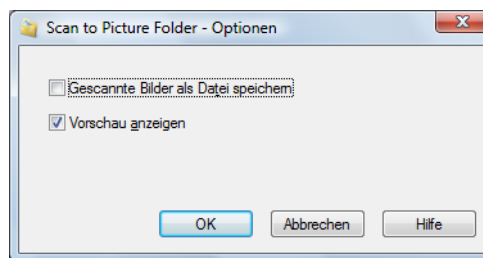 Scan to Picture Folder - Optionen
Gescannte Bilder als Datei speichern
Vorschau anzeigen
OK Abbrechen Hilfe